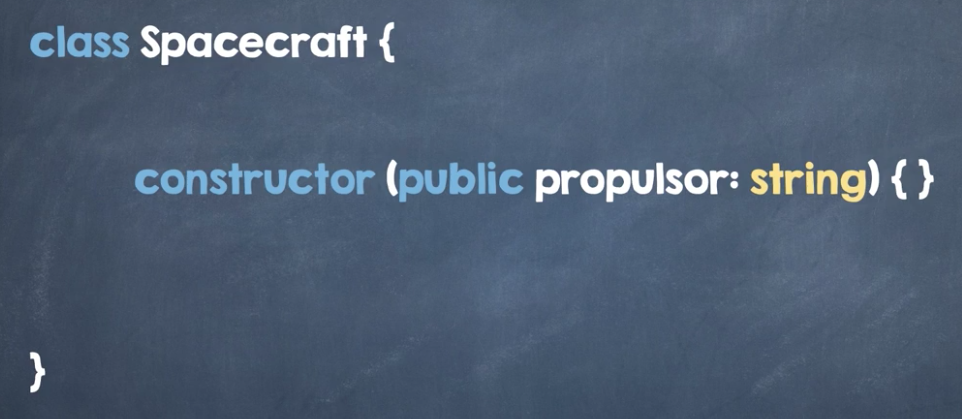 class Spacecraft {
constructor (public propulsor: string) { }
}